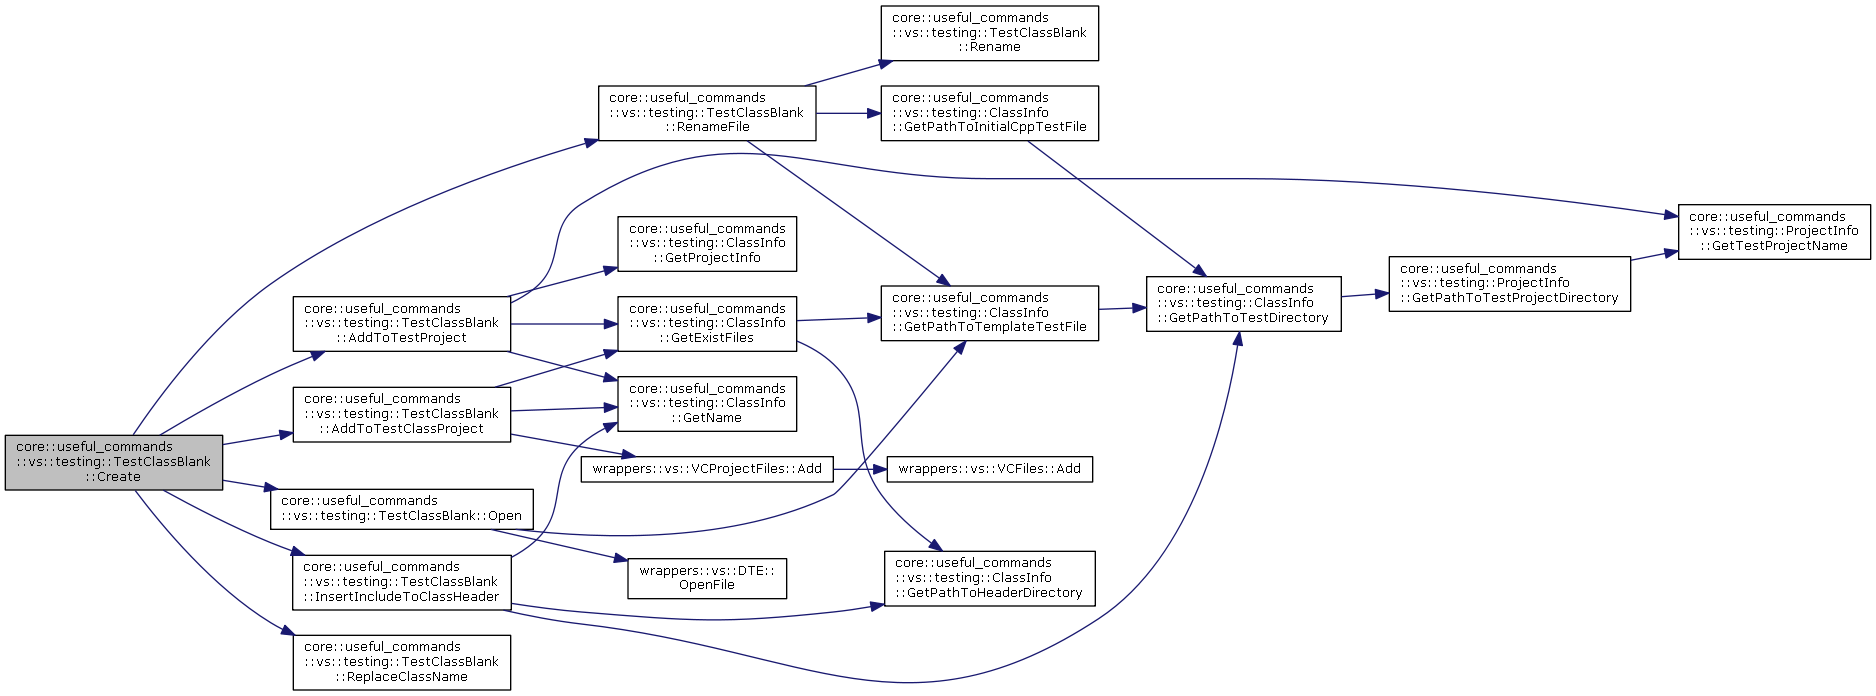 core::useful_commands
::vs::testing::TestClassBlank
::Create
core::useful_commands
::vs::testing::TestClassBlank
::RenameFile
core::useful_commands
::vs::testing::TestClassBlank
::AddToTestProject
core::useful_commands
::vs::testing::TestClassBlank
::AddToTestClassProject
core::useful_commands
::vs::testing::TestClassBlank::Open
core::useful_commands
::vs::testing::TestClassBlank
::InsertIncludeToClassHeader
core::useful_commands
::vs::testing::TestClassBlank
::ReplaceClassName
core::useful_commands
::vs::testing::ClassInfo
::GetProjectInfo
core::useful_commands
::vs::testing::ClassInfo
::GetExistFiles
core::useful_commands
::vs::testing::ClassInfo
::GetName
wrappers::vs::VCProjectFiles::Add
wrappers::vs::DTE::
OpenFile
core::useful_commands
::vs::testing::TestClassBlank
::Rename
core::useful_commands
::vs::testing::ClassInfo
::GetPathToInitialCppTestFile
core::useful_commands
::vs::testing::ClassInfo
::GetPathToTemplateTestFile
wrappers::vs::VCFiles::Add
core::useful_commands
::vs::testing::ClassInfo
::GetPathToHeaderDirectory
core::useful_commands
::vs::testing::ClassInfo
::GetPathToTestDirectory
core::useful_commands
::vs::testing::ProjectInfo
::GetPathToTestProjectDirectory
core::useful_commands
::vs::testing::ProjectInfo
::GetTestProjectName